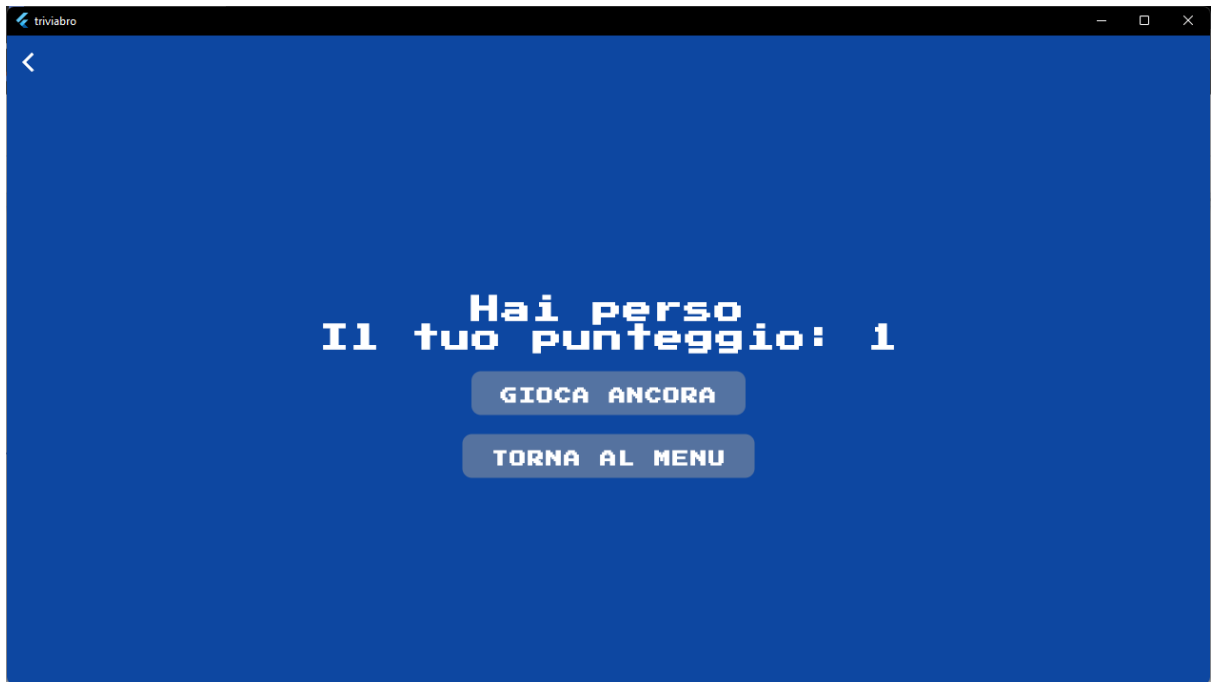 triviabro
Hai perso
Il tuo punteggio: 1
GIOCA ANCORA
TORNA AL MENU